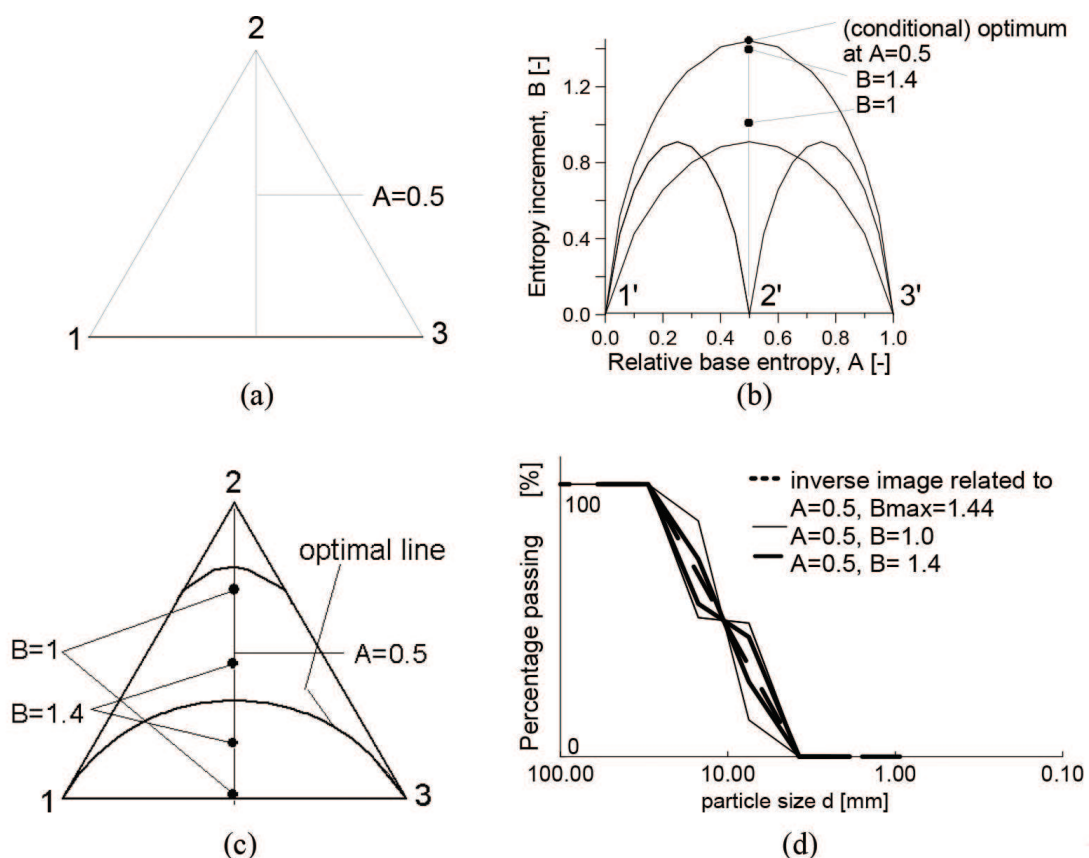 2
A=0.5
1
3
(a)
(conditional) optimum
at A=0.5
B=1.4
B=1
Entropy increment, B [-]
1.2
0.8
0.4
0.0
1'
2'
3'
0.0
0.2
0.4
0.6
0.8
1.0
Relative base entropy, A [-]
(b)
2
optimal line
B=1
A=0.5
B=1.4
1
3
(c)
Percentage passing [%]
100
0
inverse image related to
A=0.5, Bmax=1.44
A=0.5, B=1.0
A=0.5, B= 1.4
100.00
10.00
1.00
0.10
particle size d [mm]
(d)